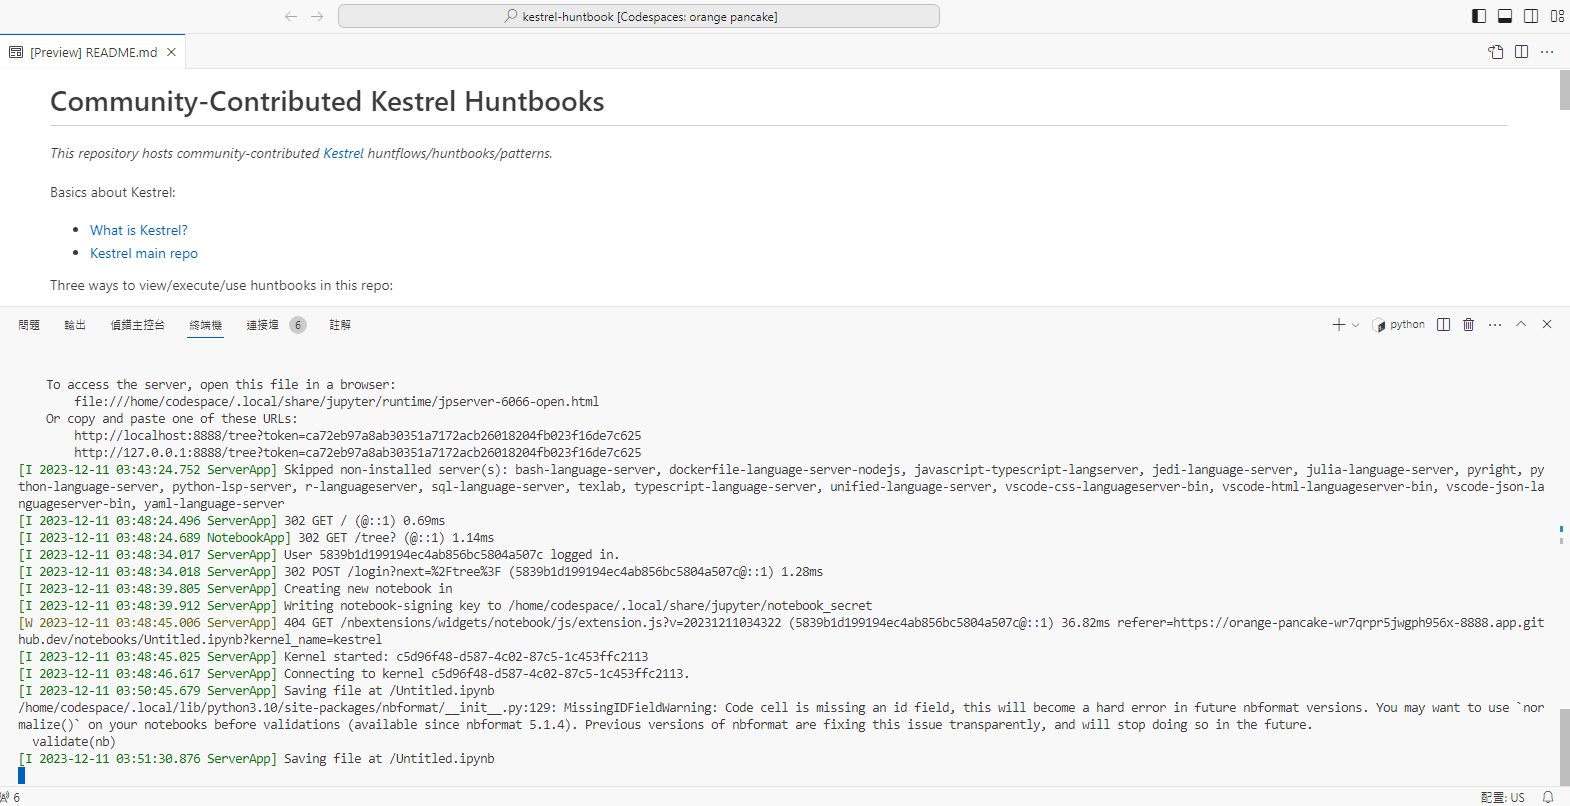 kestrel-huntbook [Codespaces: orange pancake]
[Preview] README.md
Community-Contributed Kestrel Huntbooks
This repository hosts community-contributed Kestrel huntflows/huntbooks/patterns.
Basics about Kestrel:
• What is Kestrel?
• Kestrel main repo
Three ways to view/execute/use huntbooks in this repo:
問題 輸出 偵錯主控台 終端機 連接埠 6 註解
python
To access the server, open this file in a browser:
file:///home/codespace/.local/share/jupyter/runtime/jpserver-6066-open.html
Or copy and paste one of these URLs:
http://localhost:8888/tree?token=ca72eb97a8ab30351a7172acb26018204fb023f16de7c625
http://127.0.0.1:8888/tree?token=ca72eb97a8ab30351a7172acb26018204fb023f16de7c625
[I 2023-12-11 03:43:24.752 ServerApp] Skipped non-installed server(s): bash-language-server, dockerfile-language-server-nodejs, javascript-typescript-langserver, jedi-language-server, julia-language-server, pyright, py
thon-language-server, python-lsp-server, r-languageserver, sql-language-server, texlab, typescript-language-server, unified-language-server, vscode-css-languageserver-bin, vscode-html-languageserver-bin, vscode-json-la
nguageserver-bin, yaml-language-server
[I 2023-12-11 03:48:24.496 ServerApp] 302 GET / (@::1) 0.69ms
[I 2023-12-11 03:48:24.689 NotebookApp] 302 GET /tree? (@::1) 1.14ms
[I 2023-12-11 03:48:34.017 ServerApp] User 5839b1d199194ec4ab856bc5804a507c logged in.
[I 2023-12-11 03:48:34.018 ServerApp] 302 POST /login?next=%2Ftree%3F (5839b1d199194ec4ab856bc5804a507c@::1) 1.28ms
[I 2023-12-11 03:48:39.805 ServerApp] Creating new notebook in
[I 2023-12-11 03:48:39.912 ServerApp] Writing notebook-signing key to /home/codespace/.local/share/jupyter/notebook_secret
[W 2023-12-11 03:48:45.006 ServerApp] 404 GET /nbextensions/widgets/notebook/js/extension.js?v=20231211034322 (5839b1d199194ec4ab856bc5804a507c@::1) 36.82ms referer=https://orange-pancake-wr7qrpr5jwgph956x-8888.app.git
hub.dev/notebooks/Untitled.ipynb?kernel_name=kestrel
[I 2023-12-11 03:48:45.025 ServerApp] Kernel started: c5d96f48-d587-4c02-87c5-1c453ffc2113
[I 2023-12-11 03:48:46.617 ServerApp] Connecting to kernel c5d96f48-d587-4c02-87c5-1c453ffc2113.
[I 2023-12-11 03:50:45.679 ServerApp] Saving file at /Untitled.ipynb
/home/codespace/.local/lib/python3.10/site-packages/nbformat/__init__.py:129: MissingIDFieldWarning: Code cell is missing an id field, this will become a hard error in future nbformat versions. You may want to use `nor
malize()` on your notebooks before validations (available since nbformat 5.1.4). Previous versions of nbformat are fixing this issue transparently, and will stop doing so in the future.
validate(nb)
[I 2023-12-11 03:51:30.876 ServerApp] Saving file at /Untitled.ipynb
6 配置: US